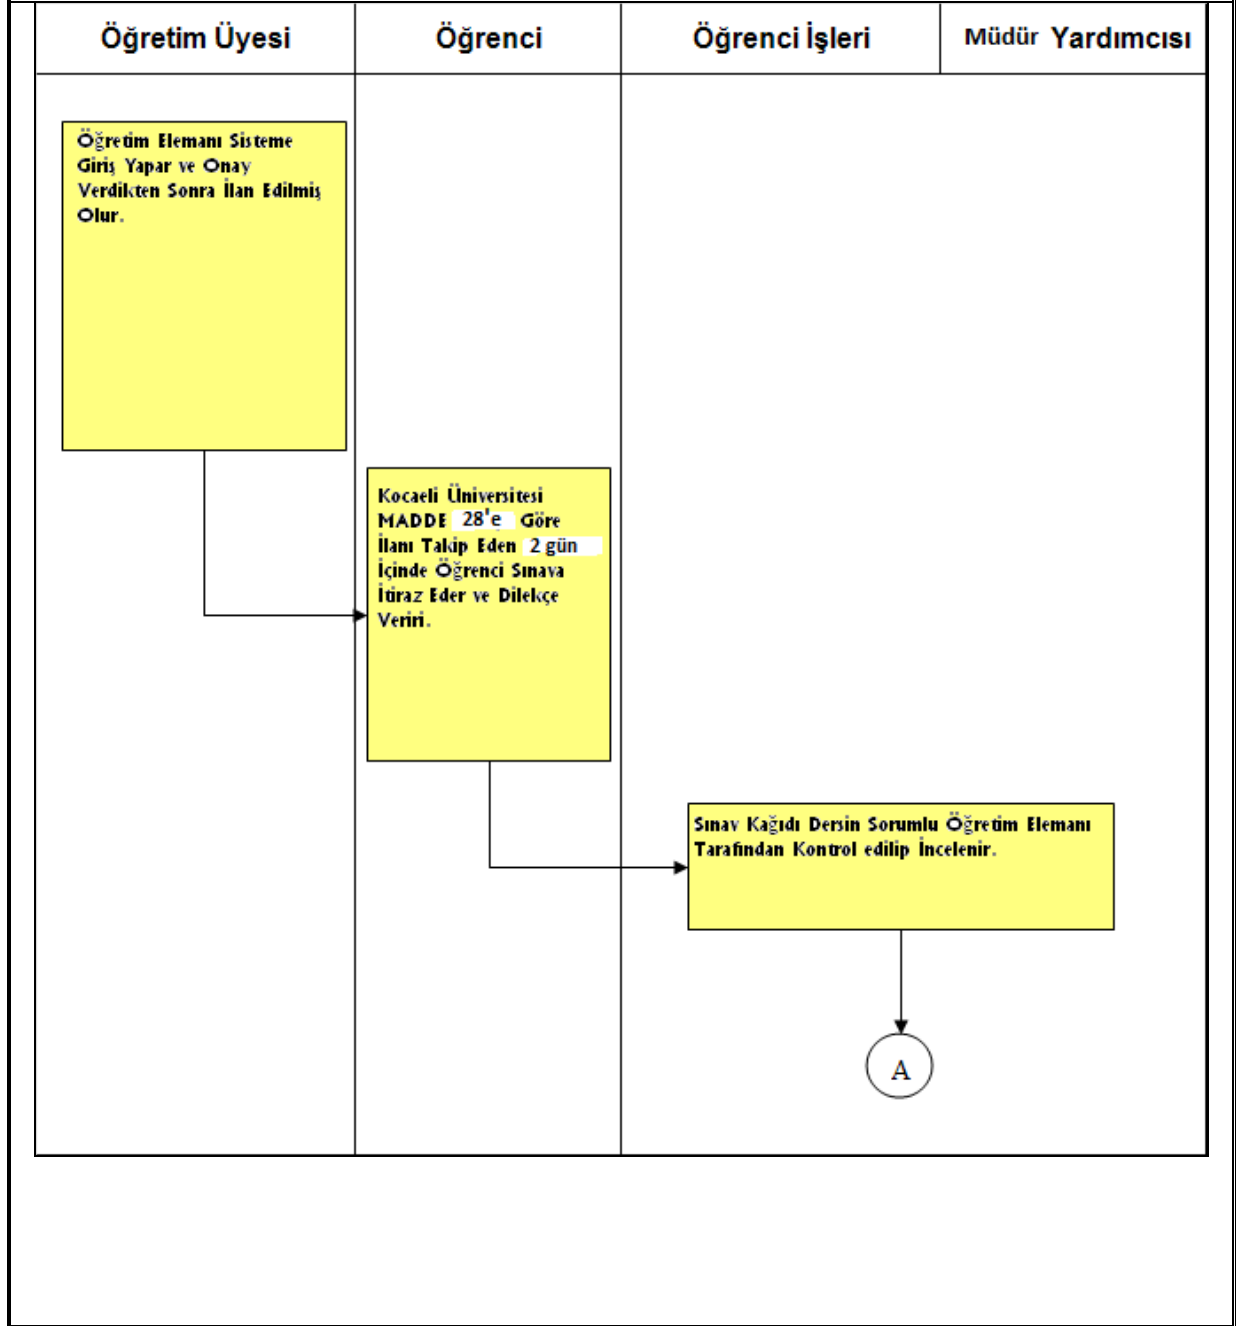 Öğretim Üyesi
Öğrenci
Öğrenci İşleri
Müdür Yardımcısı
Öğretim Elemanı Sisteme
Giriş Yapar ve Onay
Verdikten Sonra İlan Edilmiş
Olur.
Kocaeli Üniversitesi
MADDE 28'e Göre
İlanı Takip Eden 2 gün
İçinde Öğrenci Sınava
İtiraz Eder ve Dilekçe
Veriri.
Sınav Kağıdı Dersin Sorumlu Öğretim Elemanı
Tarafından Kontrol edilip İncelenir.
A